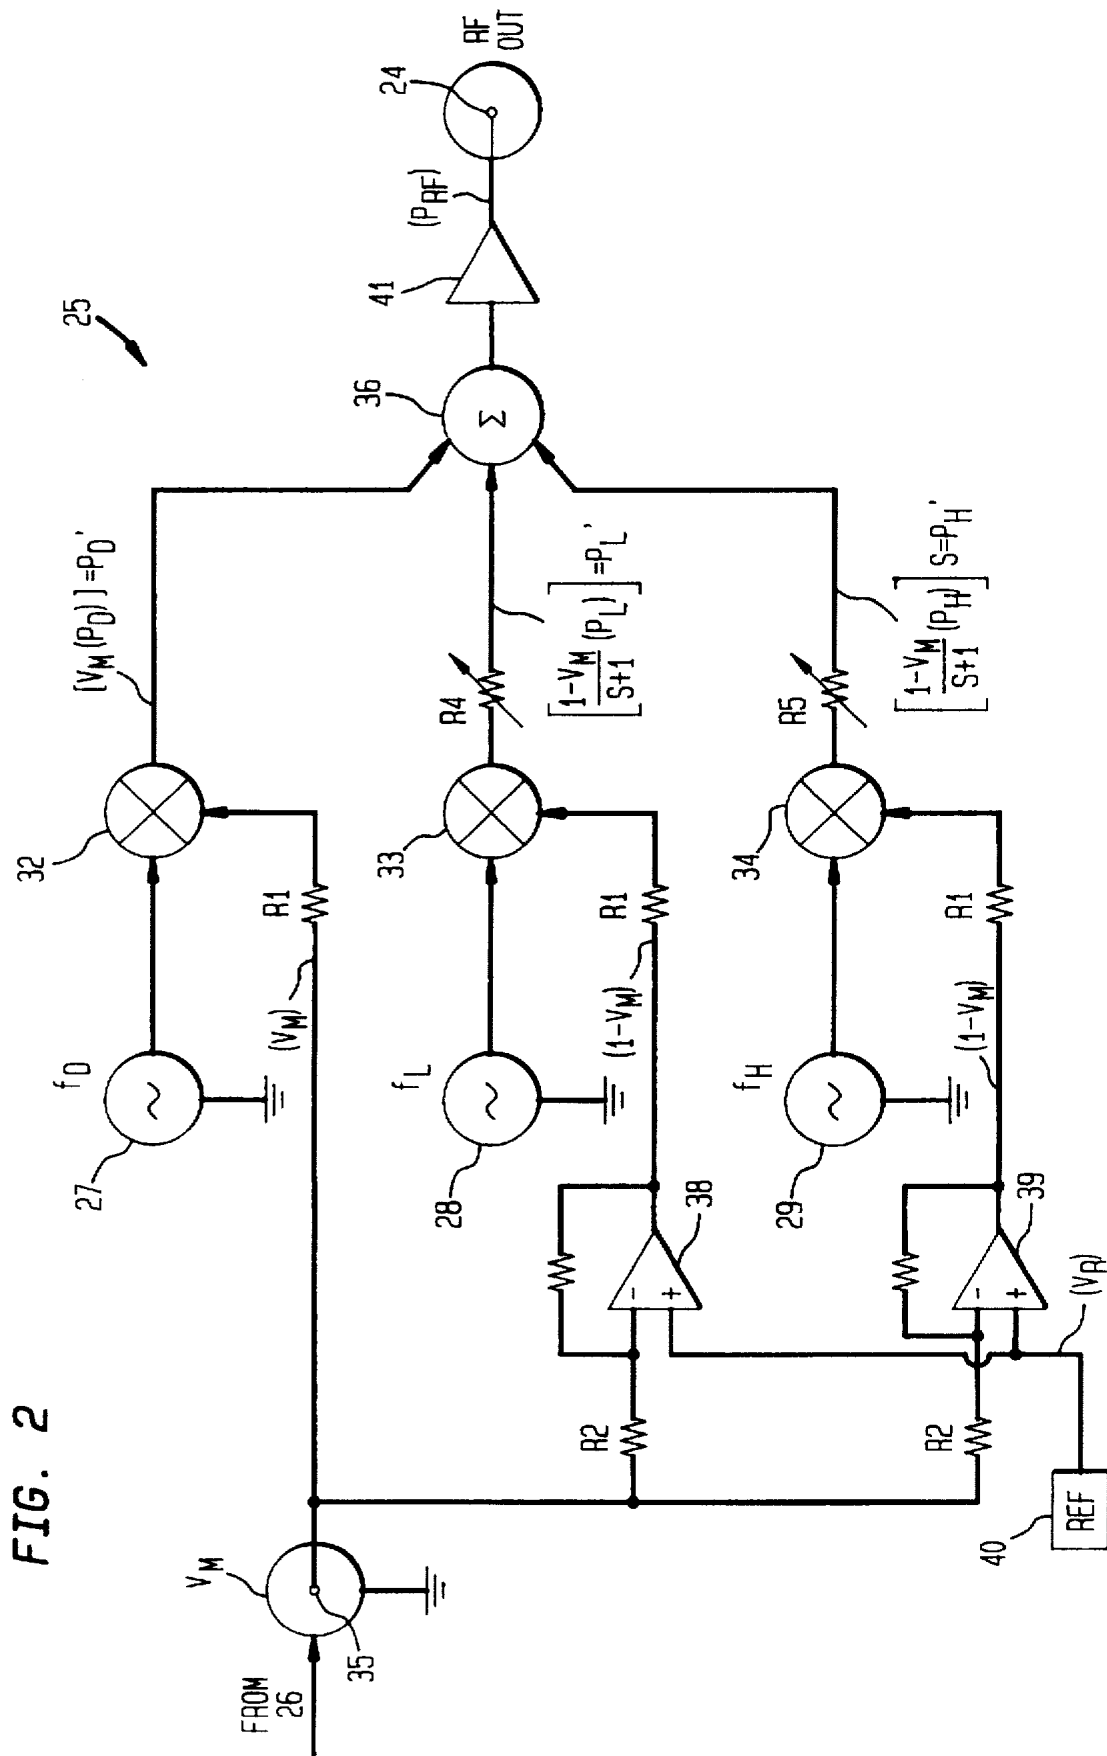 FIG. 2
25
FROM
26
V_M
35
(V_M)
R1
27
f_D
32
[V_M(P_D)]=P_D'
28
f_L
33
R4
[1-V_M/S+1 (P_L)]=P_L'
36
Σ
41
(P_RF)
24
RF
OUT
R2
-
+
38
(1-V_M)
R1
29
f_H
34
R5
[1-V_M/S+1 (P_H)] S=P_H'
R2
-
+
39
(1-V_M)
R1
40
REF
(V_R)